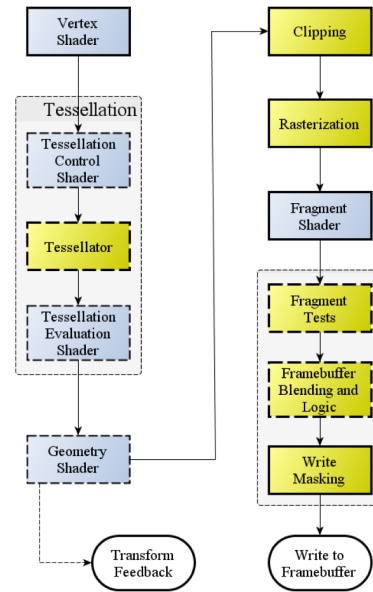 Vertex
Shader
Tessellation
Tessellation
Control
Shader
Tessellator
Tessellation
Evaluation
Shader
Geometry
Shader
Transform
Feedback
Clipping
Rasterization
Fragment
Shader
Fragment
Tests
Framebuffer
Blending and
Logic
Write
Masking
Write to
Framebuffer